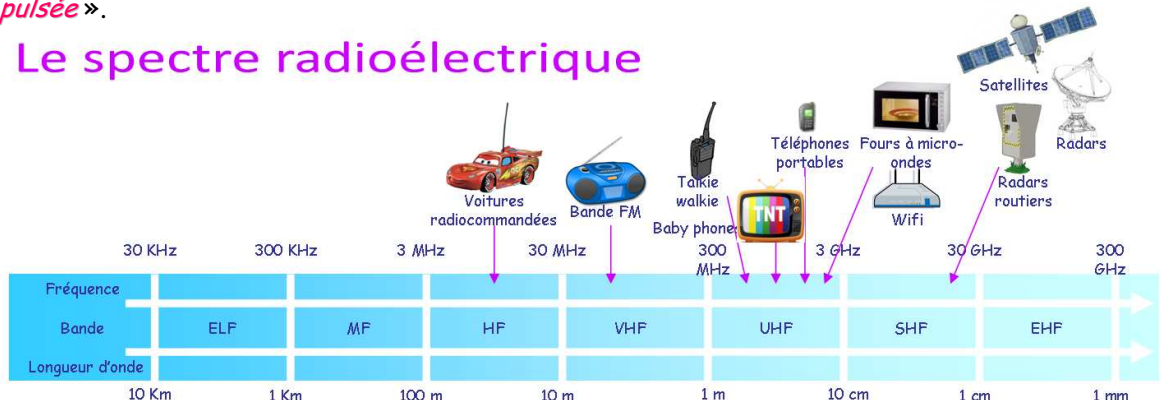 pulsée ».
Le spectre radioélectrique
Satellites
Téléphones
portables
Fours à micro-
ondes
Radars
Talkie
walkie
Radars
routiers
Voitures
radiocommandées
Bande FM
TNT
Wifi
Baby phone
30 KHz 300 KHz 3 MHz 30 MHz 300 MHz 3 GHz 30 GHz 300 GHz
Fréquence
Bande ELF MF HF VHF UHF SHF EHF
Longueur d'onde
10 Km 1 Km 100 m 10 m 1 m 10 cm 1 cm 1 mm